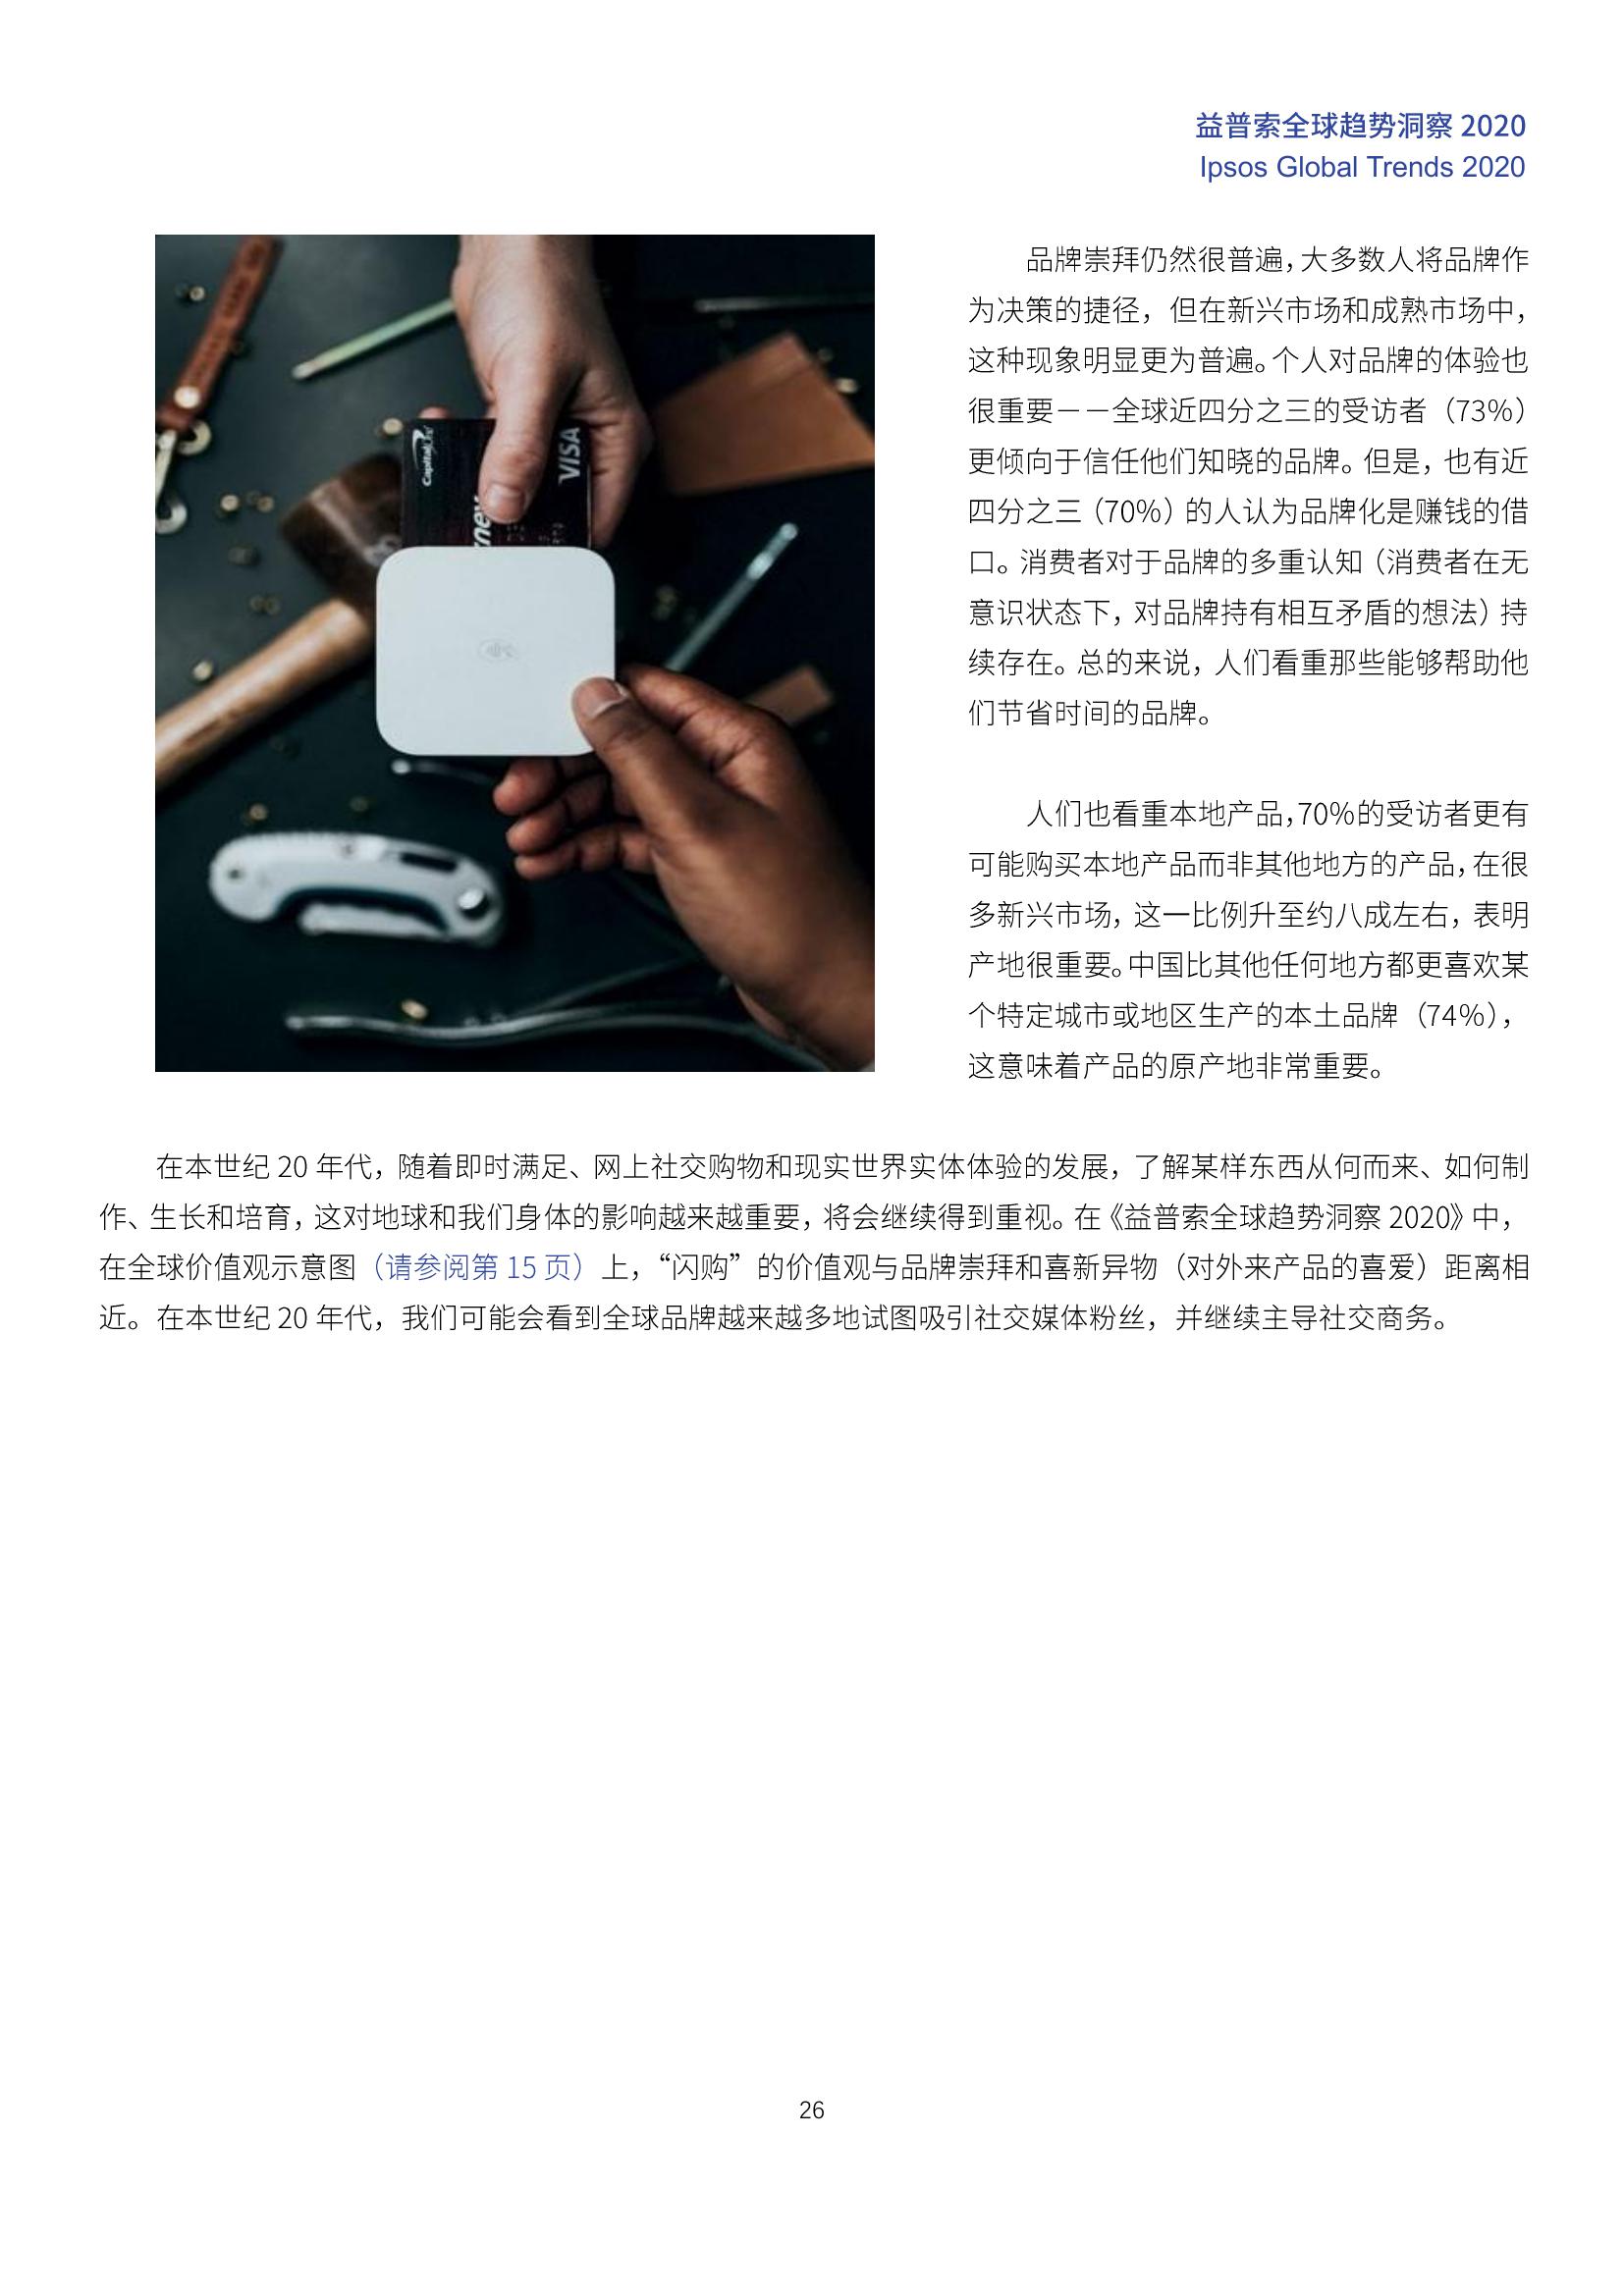 益普索全球趋势洞察 2020
Ipsos Global Trends 2020
品牌崇拜仍然很普遍，大多数人将品牌作
为决策的捷径，但在新兴市场和成熟市场中，
这种现象明显更为普遍。个人对品牌的体验也
很重要——全球近四分之三的受访者（73%）
更倾向于信任他们知晓的品牌。但是，也有近
四分之三（70%）的人认为品牌化是赚钱的借
口。消费者对于品牌的多重认知（消费者在无
意识状态下，对品牌持有相互矛盾的想法）持
续存在。总的来说，人们看重那些能够帮助他
们节省时间的品牌。
人们也看重本地产品，70%的受访者更有
可能购买本地产品而非其他地方的产品，在很
多新兴市场，这一比例升至约八成左右，表明
产地很重要。中国比其他任何地方都更喜欢某
个特定城市或地区生产的本土品牌（74%），
这意味着产品的原产地非常重要。
Capital One
VISA
在本世纪 20 年代，随着即时满足、网上社交购物和现实世界实体体验的发展，了解某样东西从何而来、如何制
作、生长和培育，这对地球和我们身体的影响越来越重要，将会继续得到重视。在《益普索全球趋势洞察 2020》中，
在全球价值观示意图（请参阅第 15 页）上，“闪购”的价值观与品牌崇拜和喜新异物（对外来产品的喜爱）距离相
近。在本世纪 20 年代，我们可能会看到全球品牌越来越多地试图吸引社交媒体粉丝，并继续主导社交商务。
26